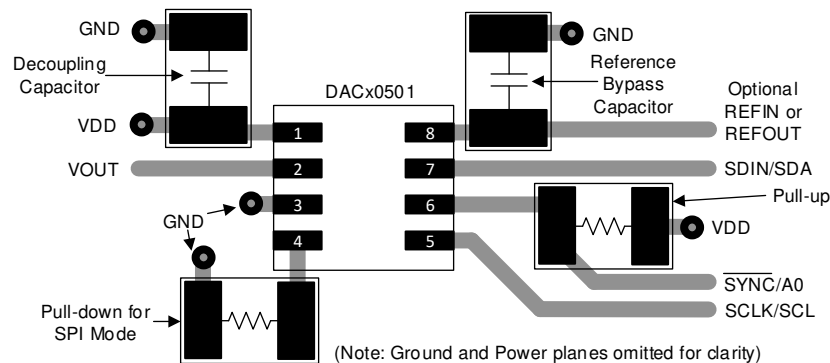 GND
Decoupling
Capacitor
VDD
VOUT
GND
Pull-down for
SPI Mode
DACx0501
1
2
3
4
8
7
6
5
GND
Reference
Bypass
Capacitor
Optional
REFIN or
REFOUT
SDIN/SDA
Pull-up
VDD
SYNC/A0
SCLK/SCL
(Note: Ground and Power planes omitted for clarity)